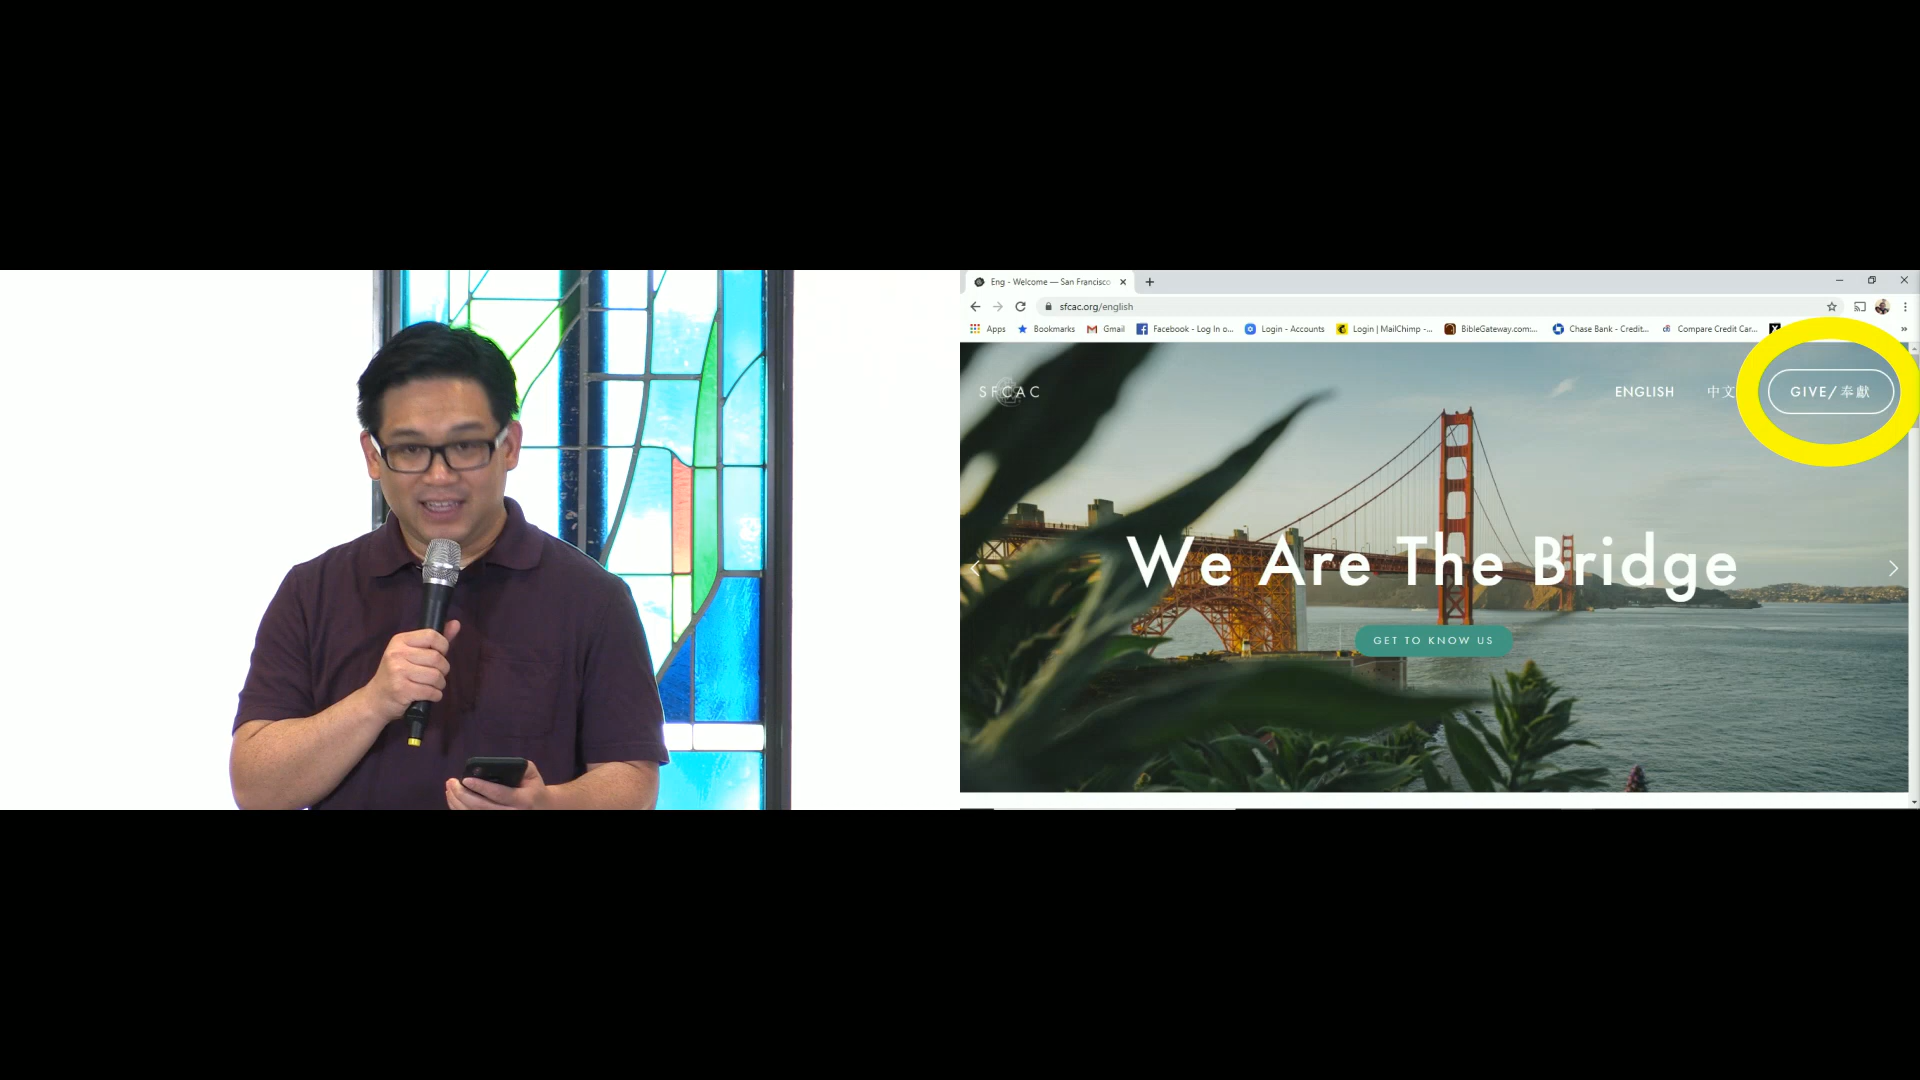 Eng - Welcome — San Francisco
sfcac.org/english
Apps Bookmarks Gmail Facebook - Log In o... Login - Accounts Login | MailChimp -... BibleGateway.com:... Chase Bank - Credit... Compare Credit Car...
SFCAC ENGLISH 中文 GIVE/奉獻
We Are The Bridge
GET TO KNOW US